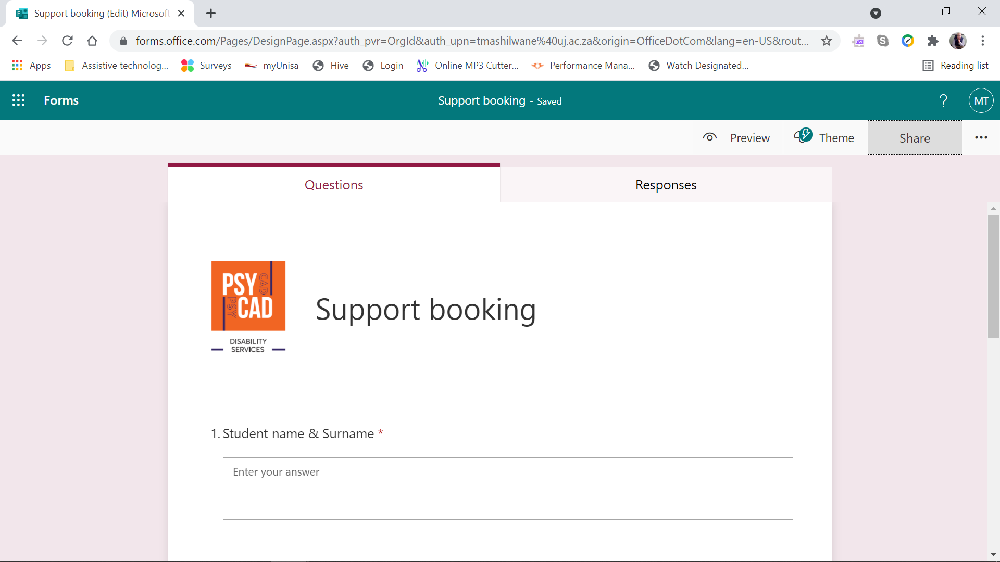 Support booking (Edit) Microsoft
forms.office.com/Pages/DesignPage.aspx?auth_pvr=OrgId&auth_upn=tmashilwane%40uj.ac.za&origin=OfficeDotCom&lang=en-US&rout...
Apps Assistive technolog... Surveys myUnisa Hive Login Online MP3 Cutter... Performance Mana... Watch Designated... Reading list
Forms Support booking - Saved ? MT
Preview Theme Share
Questions Responses
PSY CAD
PSY CAD
DISABILITY
SERVICES
Support booking
1. Student name & Surname *
Enter your answer